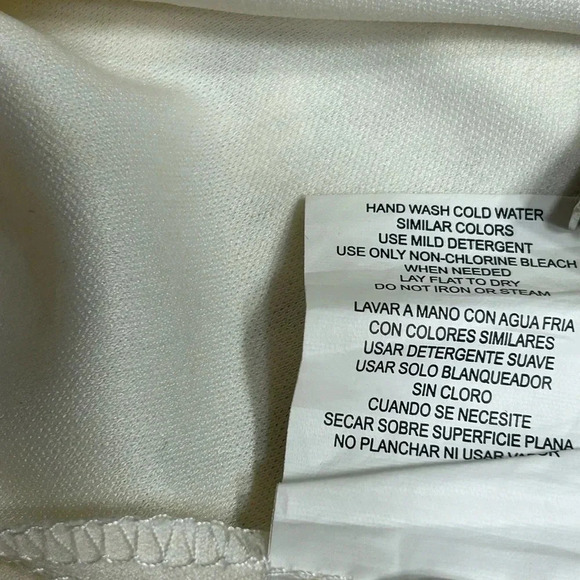 HAND WASH COLD WATER
SIMILAR COLORS
USE MILD DETERGENT
USE ONLY NON-CHLORINE BLEACH
WHEN NEEDED
LAY FLAT TO DRY
DO NOT IRON OR STEAM
LAVAR A MANO CON AGUA FRIA
CON COLORES SIMILARES
USAR DETERGENTE SUAVE
USAR SOLO BLANQUEADOR
SIN CLORO
CUANDO SE NECESITE
SECAR SOBRE SUPERFICIE PLANA
NO PLANCHAR NI USAR VAPOR